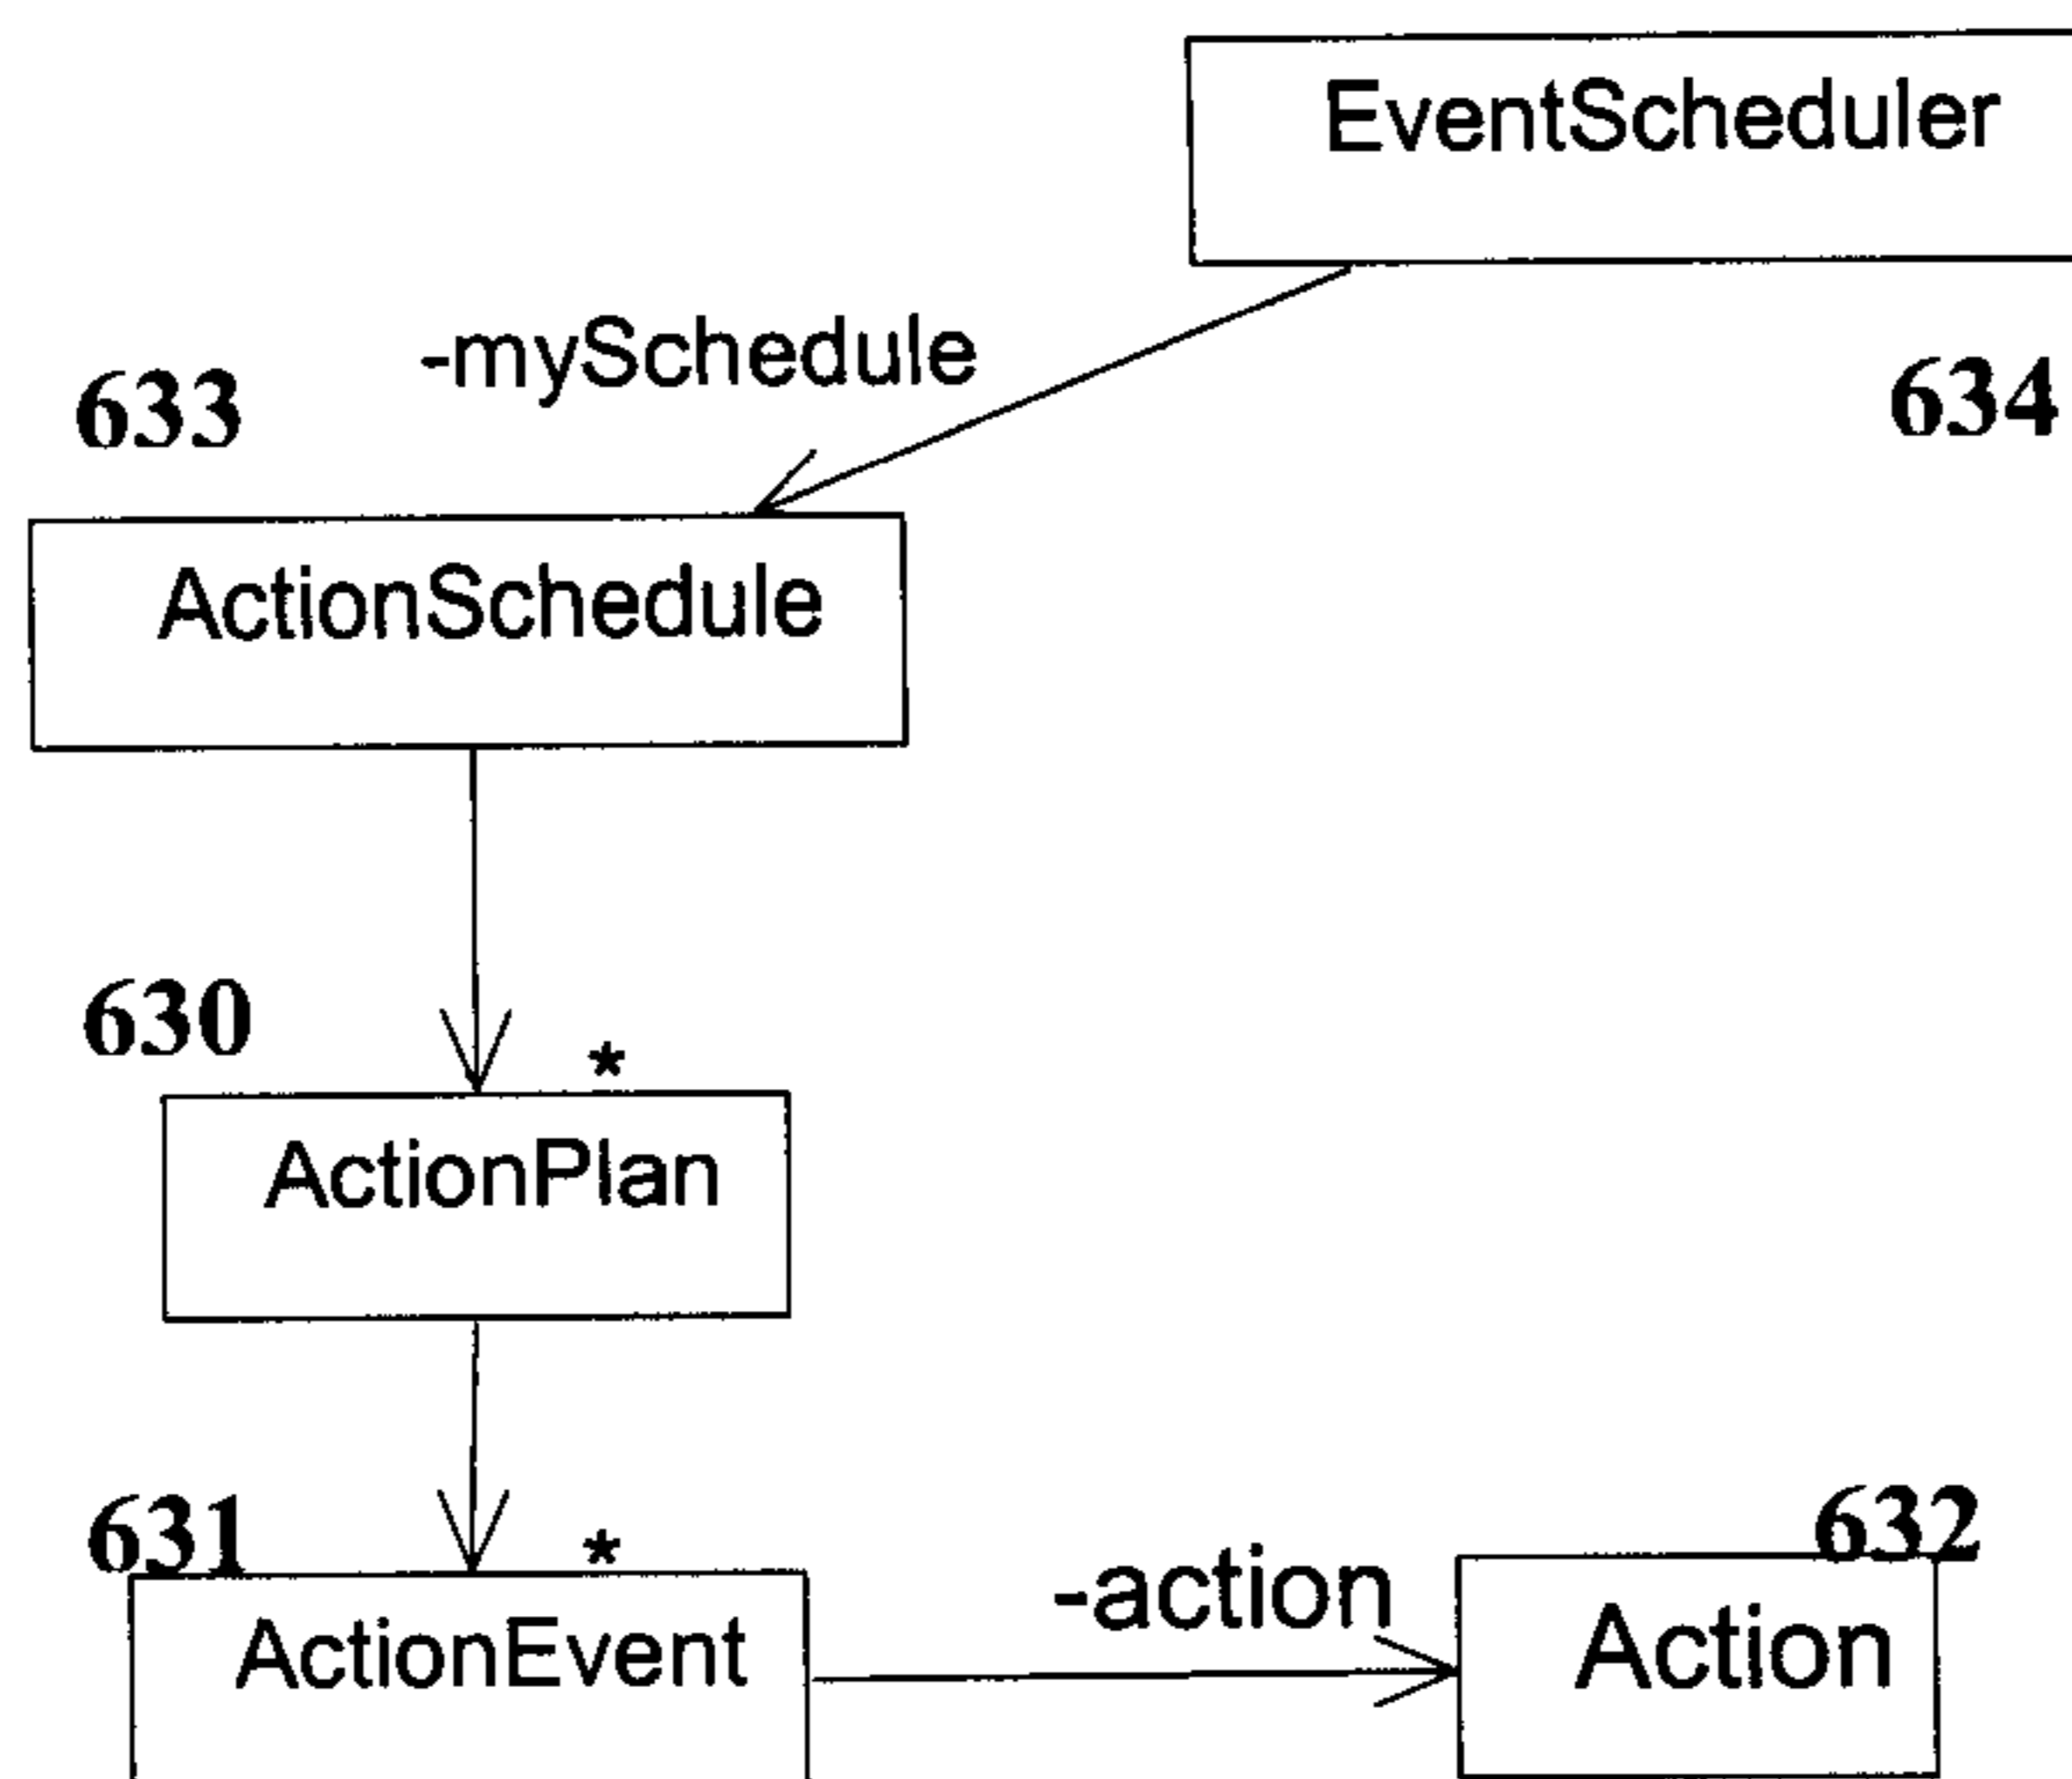 EventScheduler
-mySchedule
633
634
ActionSchedule
630
*
ActionPlan
631
*
632
-action
ActionEvent
Action